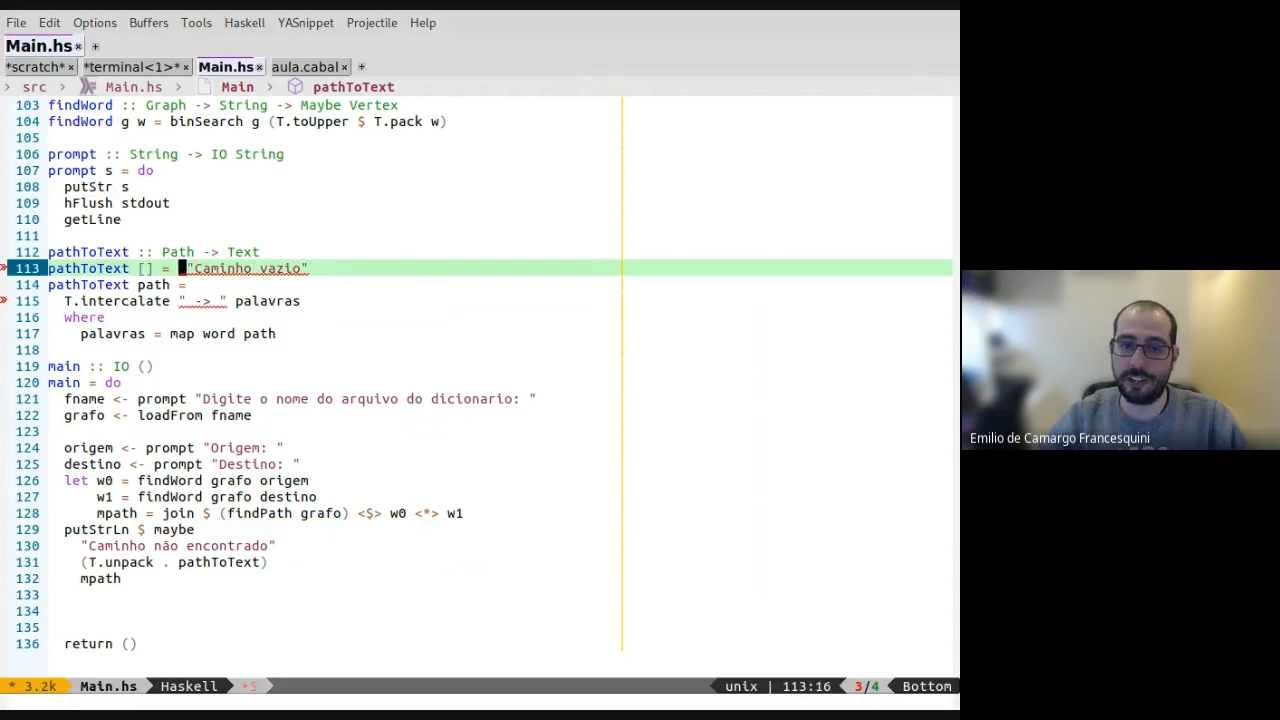 File Edit Options Buffers Tools Haskell YASnippet Projectile Help
Main.hs × +
*scratch* × *terminal<1>* × Main.hs × aula.cabal × +
> src > Main.hs > Main > pathToText
103 findWord :: Graph -> String -> Maybe Vertex
104 findWord g w = binSearch g (T.toUpper $ T.pack w)
105
106 prompt :: String -> IO String
107 prompt s = do
108   putStr s
109   hFlush stdout
110   getLine
111
112 pathToText :: Path -> Text
113 pathToText [] = "Caminho vazio"
114 pathToText path =
115   T.intercalate " -> " palavras
116   where
117     palavras = map word path
118
119 main :: IO ()
120 main = do
121   fname <- prompt "Digite o nome do arquivo do dicionario: "
122   grafo <- loadFrom fname
123
124   origem <- prompt "Origem: "
125   destino <- prompt "Destino: "
126   let w0 = findWord grafo origem
127       w1 = findWord grafo destino
128       mpath = join $ (findPath grafo) <$> w0 <*> w1
129   putStrLn $ maybe
130     "Caminho não encontrado"
131     (T.unpack . pathToText)
132     mpath
133
134
135
136   return ()
* 3.2k Main.hs Haskell •5 unix | 113:16 3/4 Bottom
Emilio de Camargo Francesquini